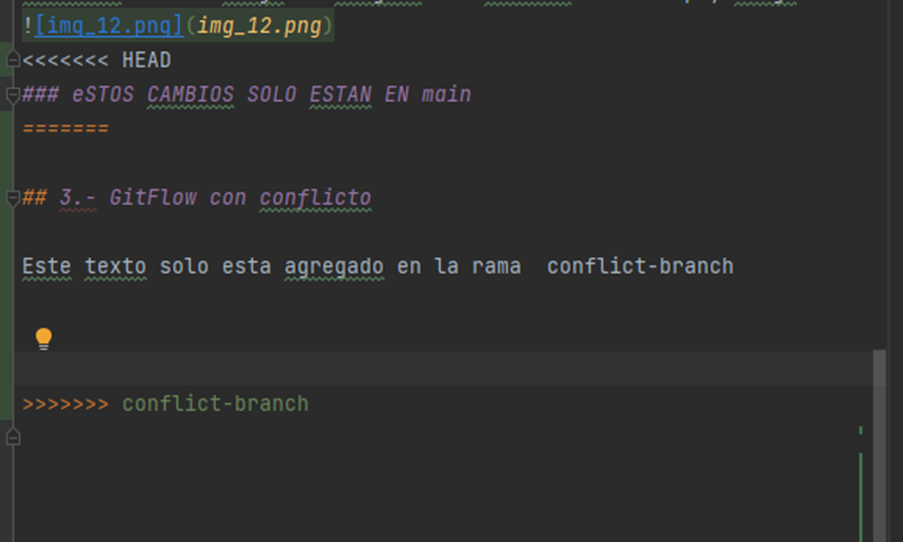 ![img_12.png](img_12.png)
<<<<<<< HEAD
### eSTOS CAMBIOS SOLO ESTAN EN main
=======
## 3.- GitFlow con conflicto
Este texto solo esta agregado en la rama  conflict-branch
>>>>>>> conflict-branch